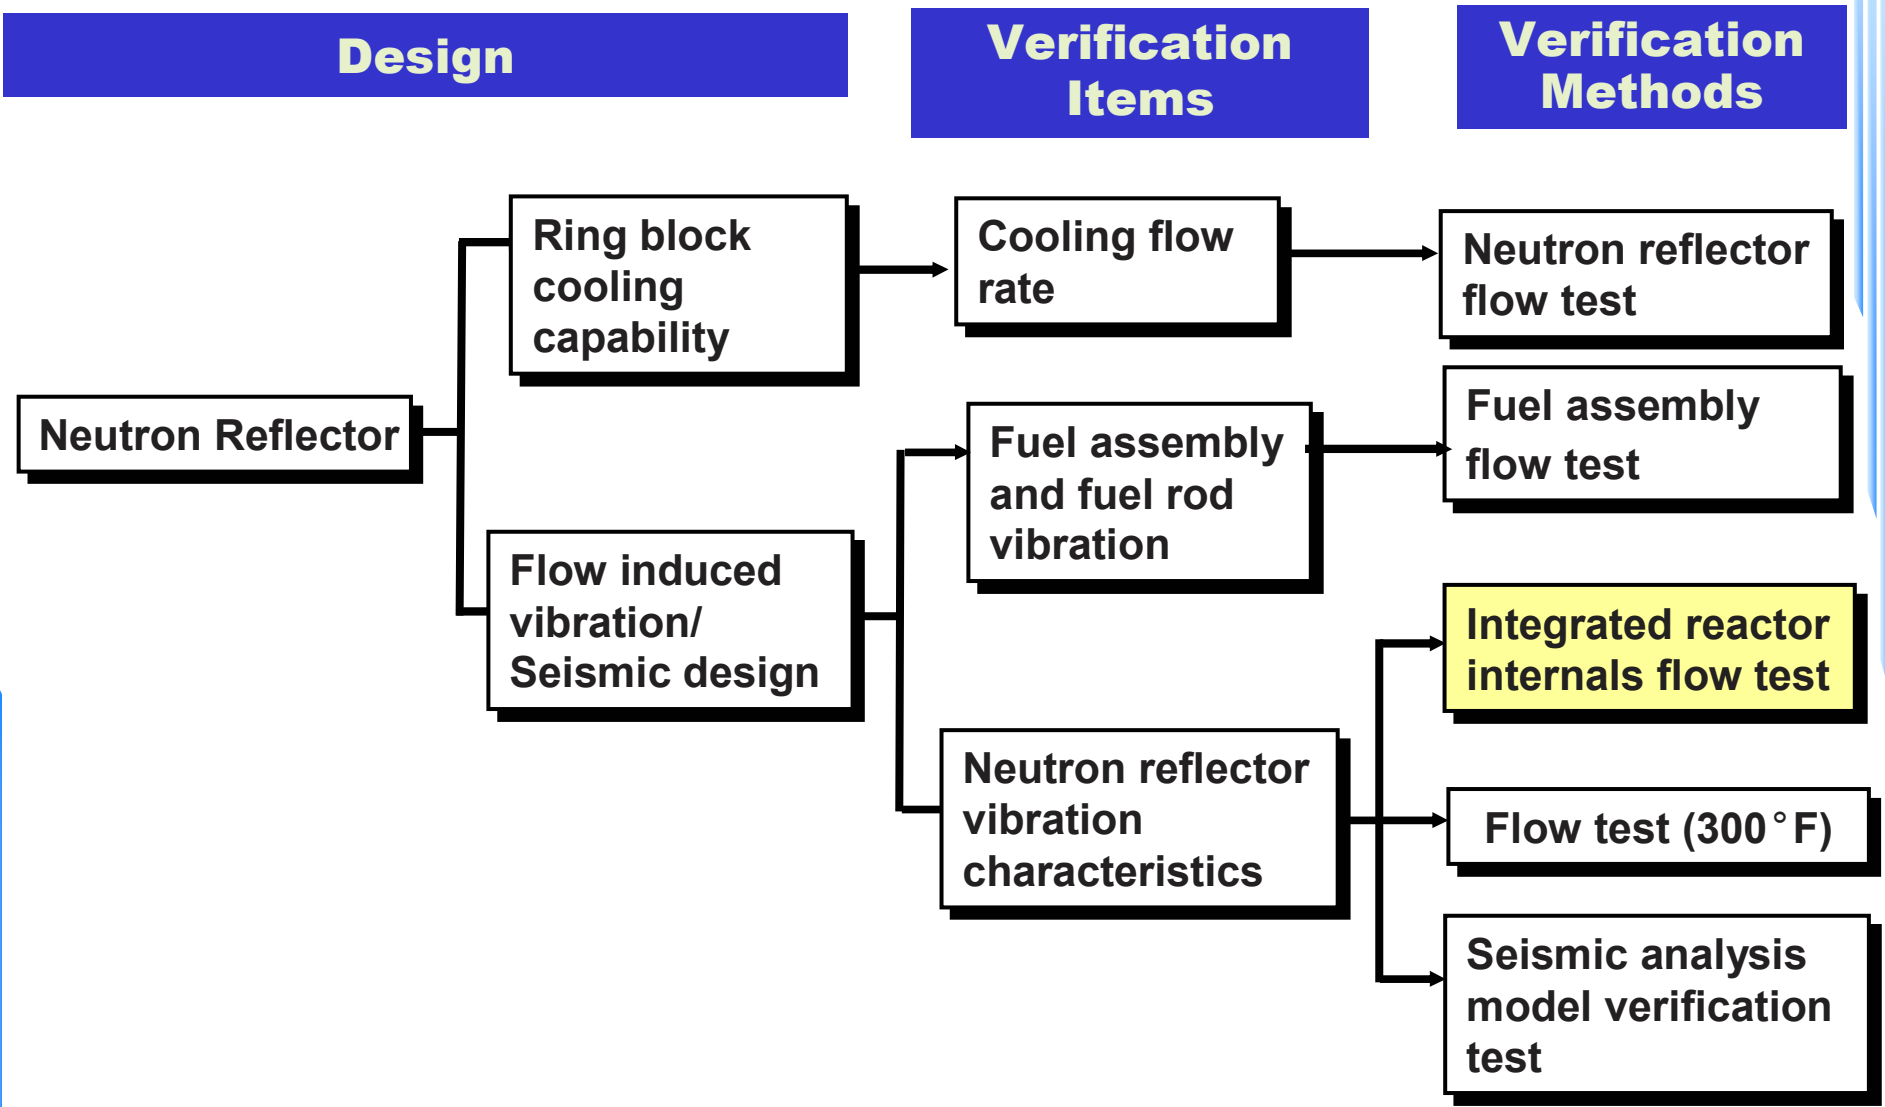 Design
Verification
Items
Verification
Methods
Ring block
cooling
capability
Cooling flow
rate
Neutron reflector
flow test
Neutron Reflector
Fuel assembly
and fuel rod
vibration
Fuel assembly
flow test
Flow induced
vibration/
Seismic design
Integrated reactor
internals flow test
Neutron reflector
vibration
characteristics
Flow test (300°F)
Seismic analysis
model verification
test